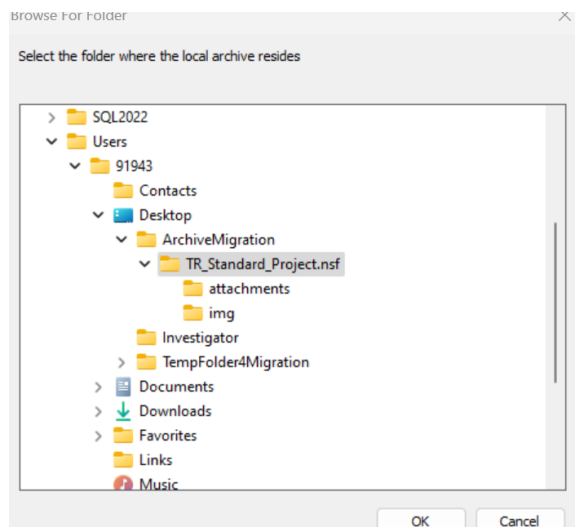 Browse For Folder
Select the folder where the local archive resides
SQL2022
Users
91943
Contacts
Desktop
ArchiveMigration
TR_Standard_Project.nsf
attachments
img
Investigator
TempFolder4Migration
Documents
Downloads
Favorites
Links
Music
OK Cancel